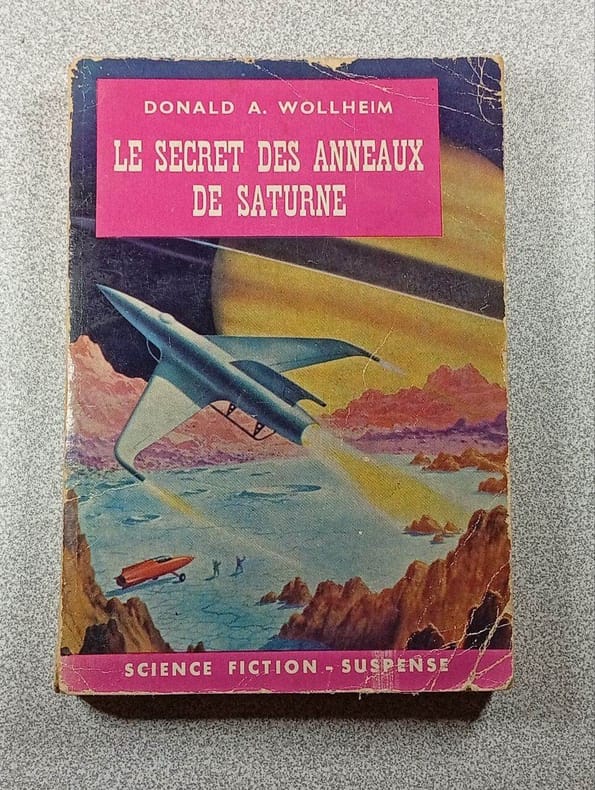 DONALD A. WOLLHEIM
LE SECRET DES ANNEAUX
DE SATURNE
SCIENCE FICTION - SUSPENSE